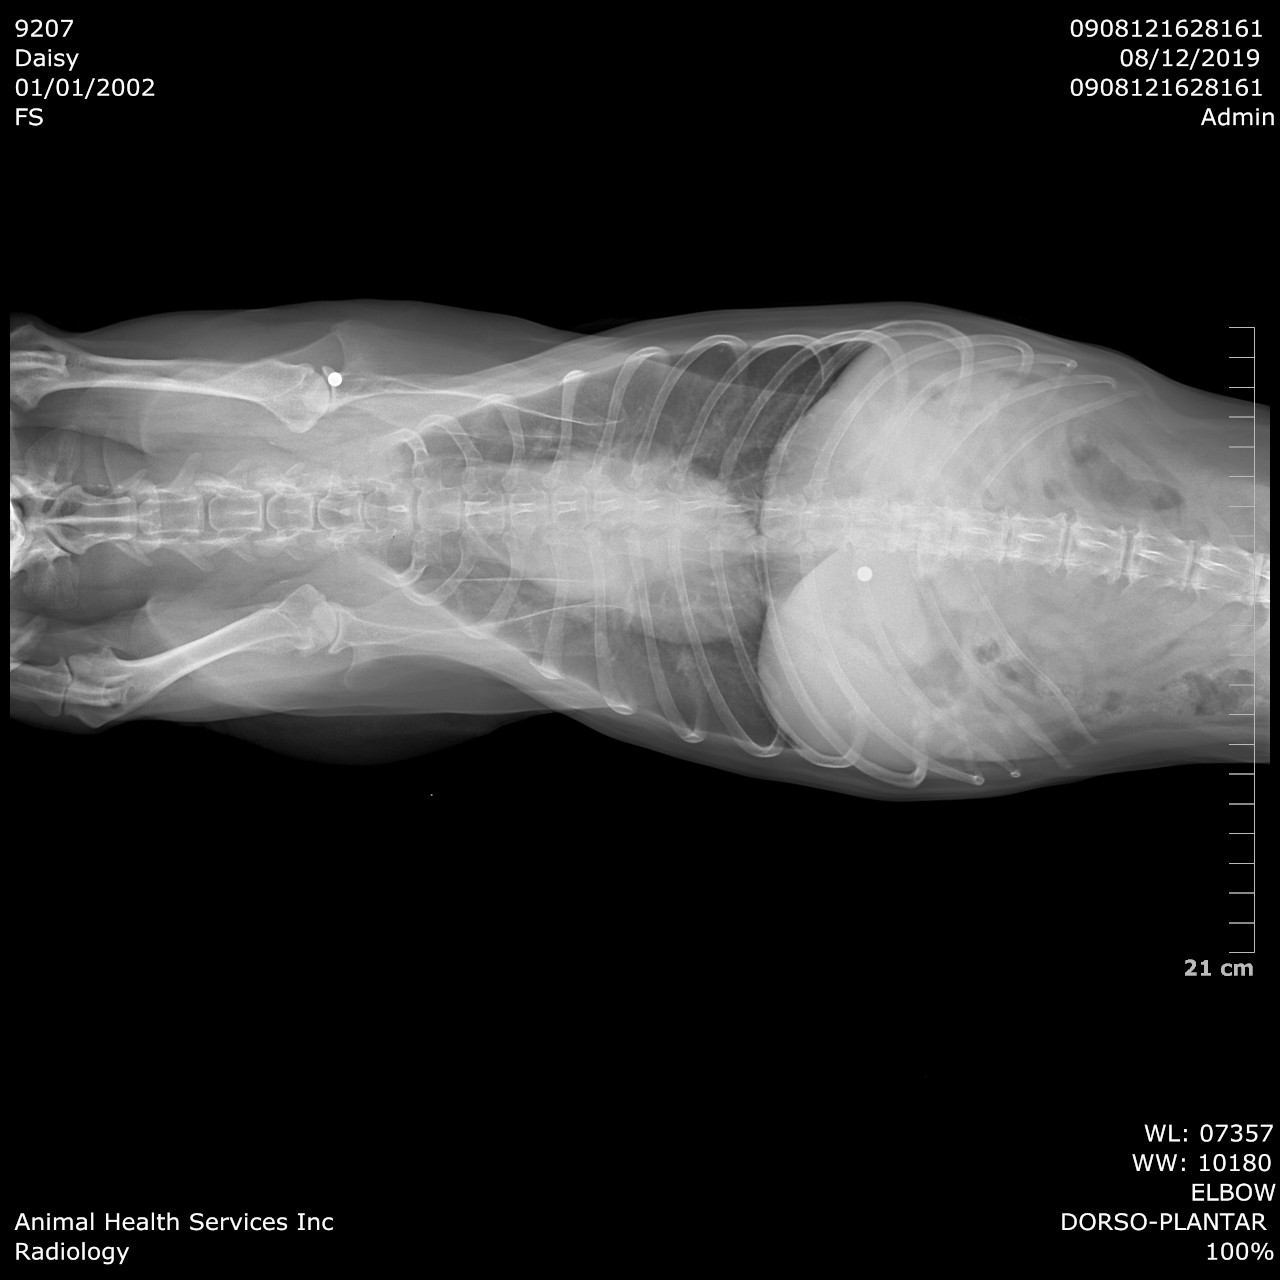 9207
Daisy
01/01/2002
FS
0908121628161
08/12/2019
0908121628161
Admin
21 cm
WL: 07357
WW: 10180
ELBOW
DORSO-PLANTAR
100%
Animal Health Services Inc
Radiology